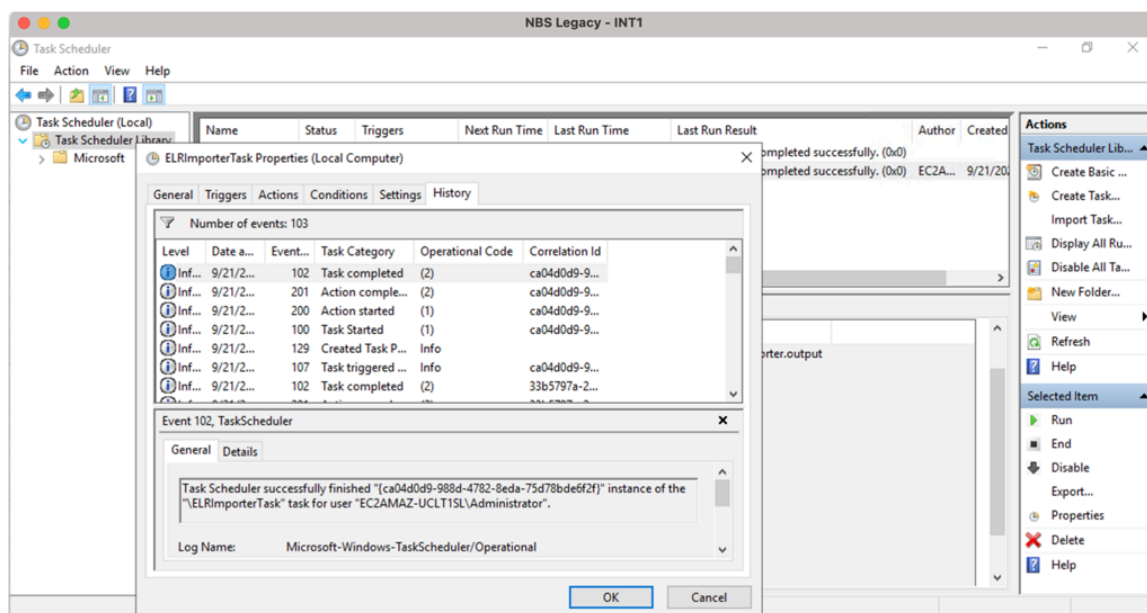 NBS Legacy - INT1
Task Scheduler
File Action View Help
Task Scheduler (Local)
Task Scheduler Library
Microsoft
Name Status Triggers Next Run Time Last Run Time Last Run Result Author Created
ompleted successfully. (0x0)
ompleted successfully. (0x0) EC2A... 9/21/20
ELRImporterTask Properties (Local Computer)
General Triggers Actions Conditions Settings History
Number of events: 103
Level Date a... Event... Task Category Operational Code Correlation Id
Inf... 9/21/2... 102 Task completed (2) ca04d0d9-9...
Inf... 9/21/2... 201 Action comple... (2) ca04d0d9-9...
Inf... 9/21/2... 200 Action started (1) ca04d0d9-9...
Inf... 9/21/2... 100 Task Started (1) ca04d0d9-9...
Inf... 9/21/2... 129 Created Task P... Info
Inf... 9/21/2... 107 Task triggered ... Info ca04d0d9-9...
Inf... 9/21/2... 102 Task completed (2) 33b5797a-2...
Event 102, TaskScheduler
General Details
Task Scheduler successfully finished "{ca04d0d9-988d-4782-8eda-75d78bde6f2f}" instance of the
"\ELRImporterTask" task for user "EC2AMAZ-UCLT1SL\Administrator".
Log Name: Microsoft-Windows-TaskScheduler/Operational
OK Cancel
orter.output
Actions
Task Scheduler Lib...
Create Basic ...
Create Task...
Import Task...
Display All Ru...
Disable All Ta...
New Folder...
View
Refresh
Help
Selected Item
Run
End
Disable
Export...
Properties
Delete
Help